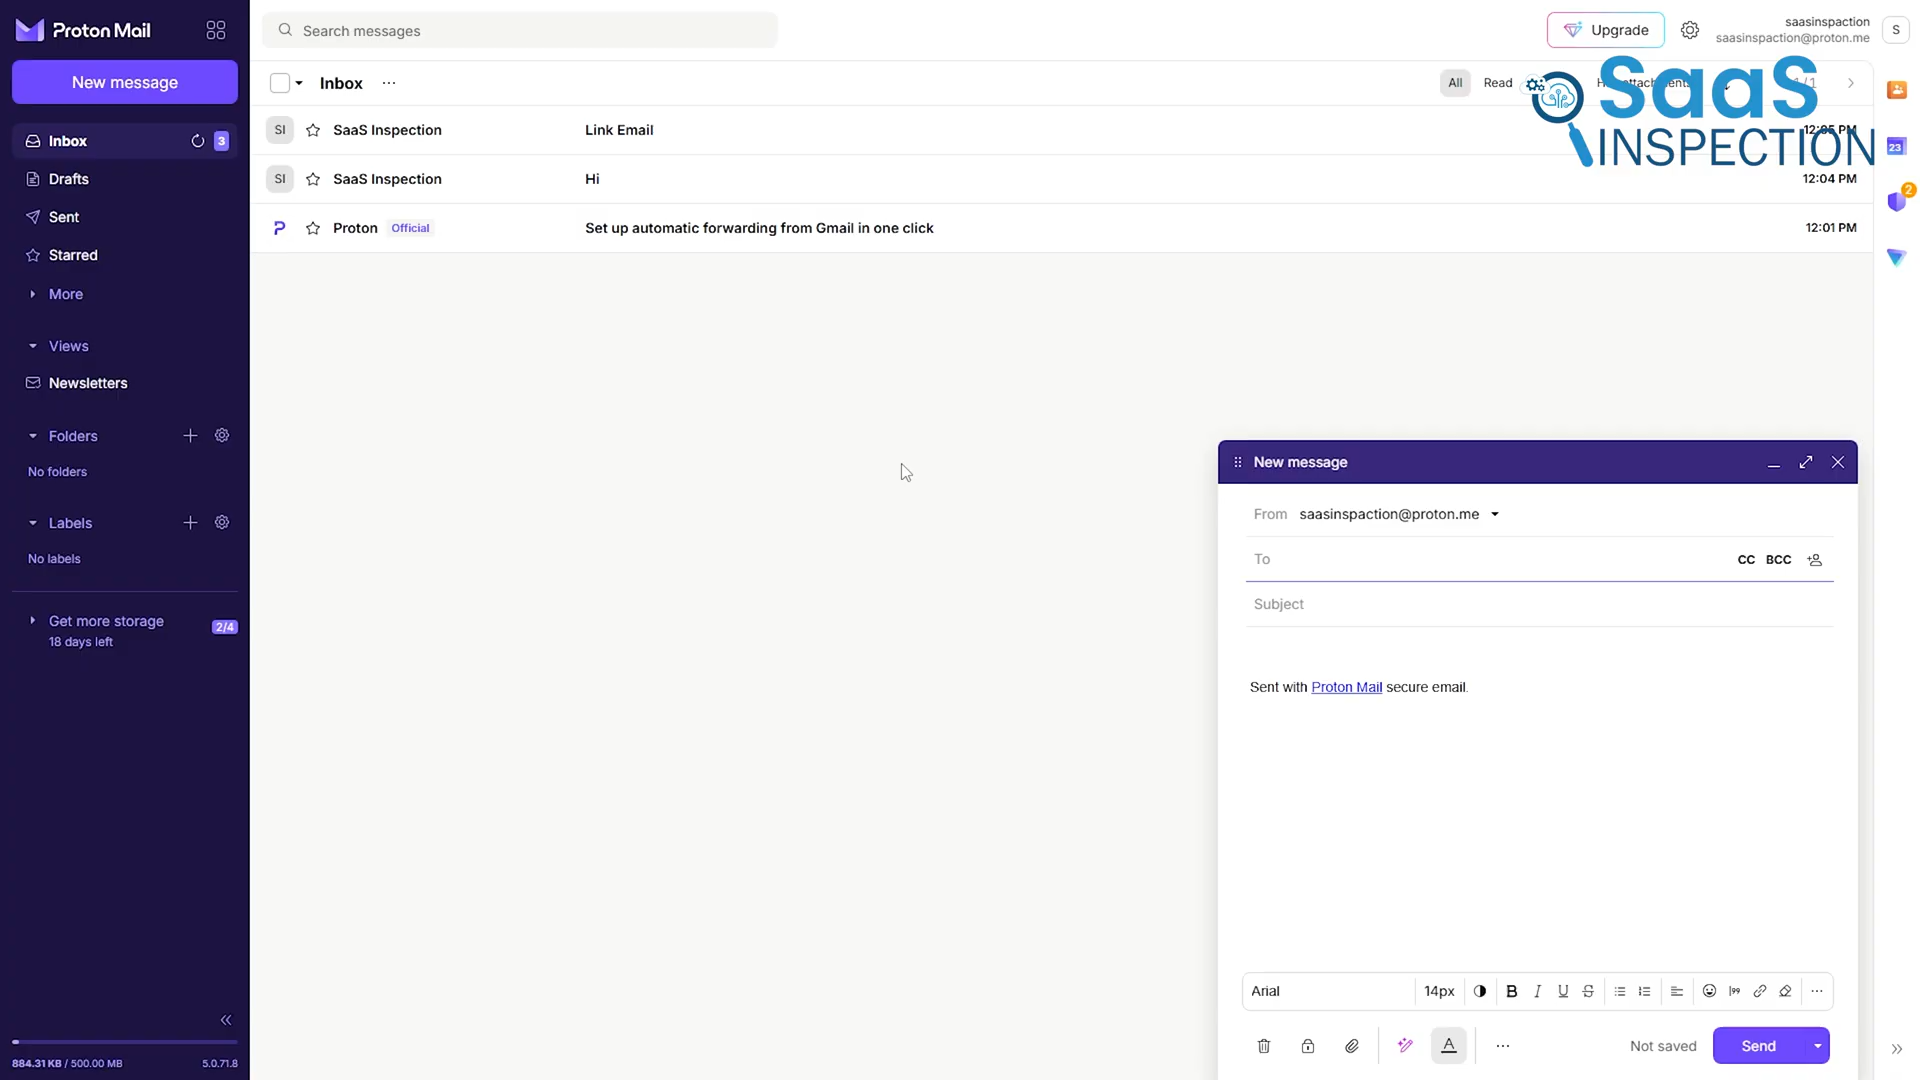 Proton Mail
Search messages
Upgrade
saasinspaction
saasinspaction@proton.me
S
New message
Inbox
All
Read
SaaS
INSPECTION
Inbox
3
SI
SaaS Inspection
Link Email
SI
SaaS Inspection
Hi
12:04 PM
Proton
Official
Set up automatic forwarding from Gmail in one click
12:01 PM
23
2
Drafts
Sent
Starred
More
Views
Newsletters
Folders
No folders
Labels
No labels
Get more storage
18 days left
2/4
884.31 KB / 500.00 MB
5.0.71.8
New message
From saasinspaction@proton.me
To
CC BCC
Subject
Sent with Proton Mail secure email.
Arial
14px
Not saved
Send